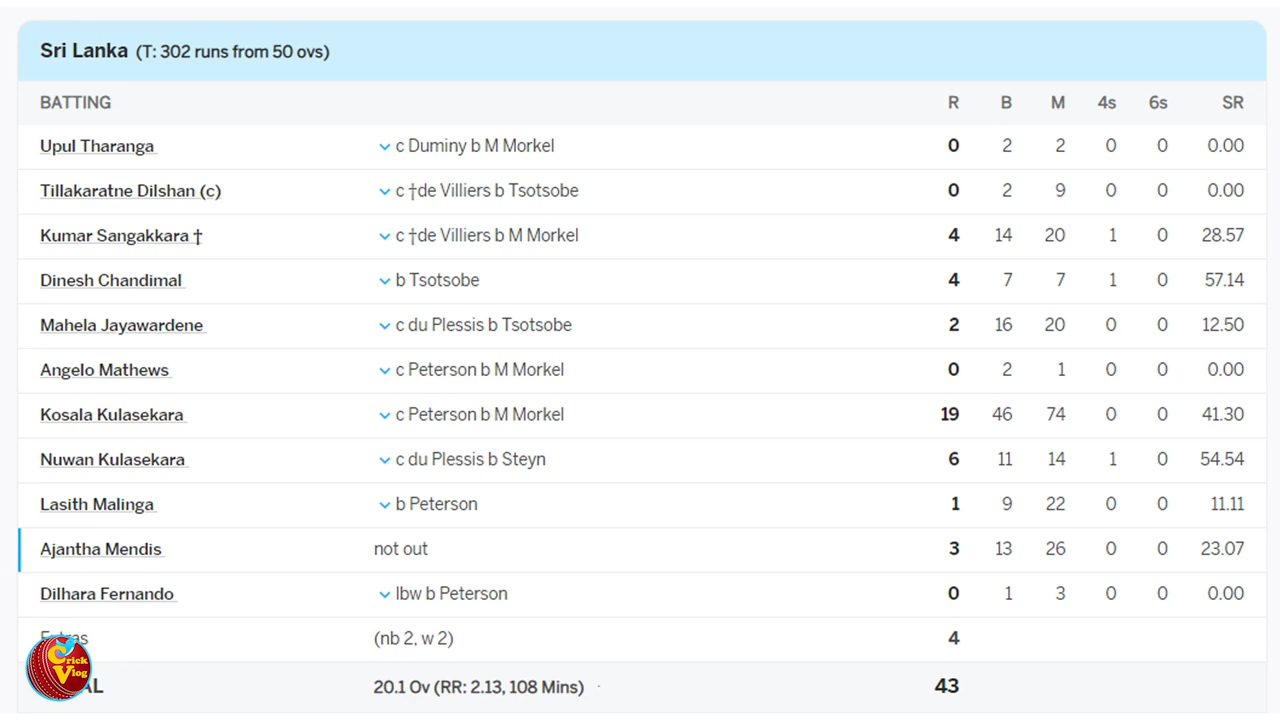 Sri Lanka (T: 302 runs from 50 ovs)
BATTING R B M 4s 6s SR
Upul Tharanga c Duminy b M Morkel 0 2 2 0 0 0.00
Tillakaratne Dilshan (c) c †de Villiers b Tsotsobe 0 2 9 0 0 0.00
Kumar Sangakkara † c †de Villiers b M Morkel 4 14 20 1 0 28.57
Dinesh Chandimal b Tsotsobe 4 7 7 1 0 57.14
Mahela Jayawardene c du Plessis b Tsotsobe 2 16 20 0 0 12.50
Angelo Mathews c Peterson b M Morkel 0 2 1 0 0 0.00
Kosala Kulasekara c Peterson b M Morkel 19 46 74 0 0 41.30
Nuwan Kulasekara c du Plessis b Steyn 6 11 14 1 0 54.54
Lasith Malinga b Peterson 1 9 22 0 0 11.11
Ajantha Mendis not out 3 13 26 0 0 23.07
Dilhara Fernando lbw b Peterson 0 1 3 0 0 0.00
(nb 2, w 2) 4
20.1 Ov (RR: 2.13, 108 Mins) 43
Crick
Vlog